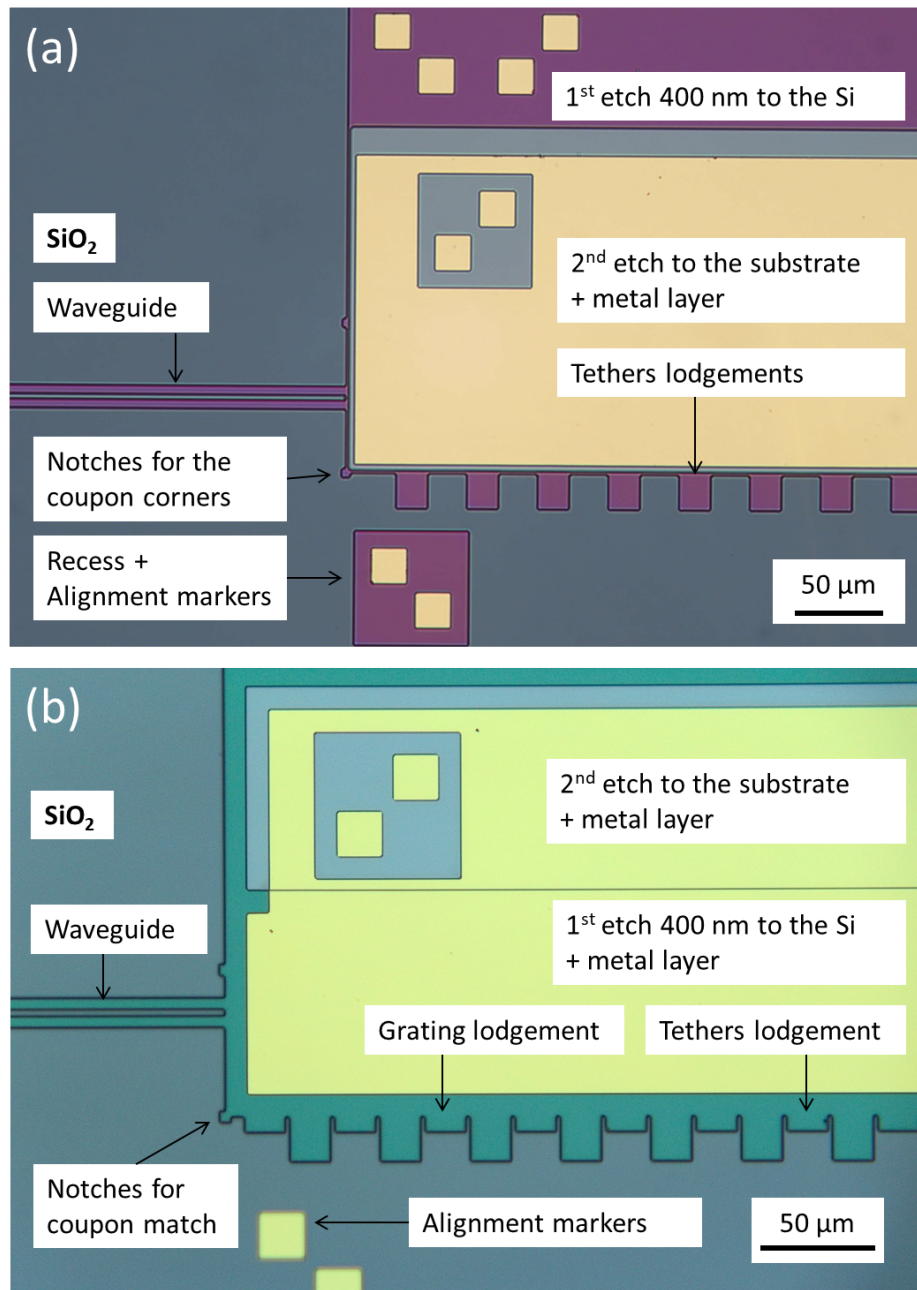 (a)
1st etch 400 nm to the Si
SiO2
Waveguide
2nd etch to the substrate
+ metal layer
Tethers lodgements
Notches for the
coupon corners
Recess +
Alignment markers
50 µm
(b)
2nd etch to the substrate
+ metal layer
SiO2
Waveguide
1st etch 400 nm to the Si
+ metal layer
Grating lodgement
Tethers lodgement
Notches for
coupon match
Alignment markers
50 µm